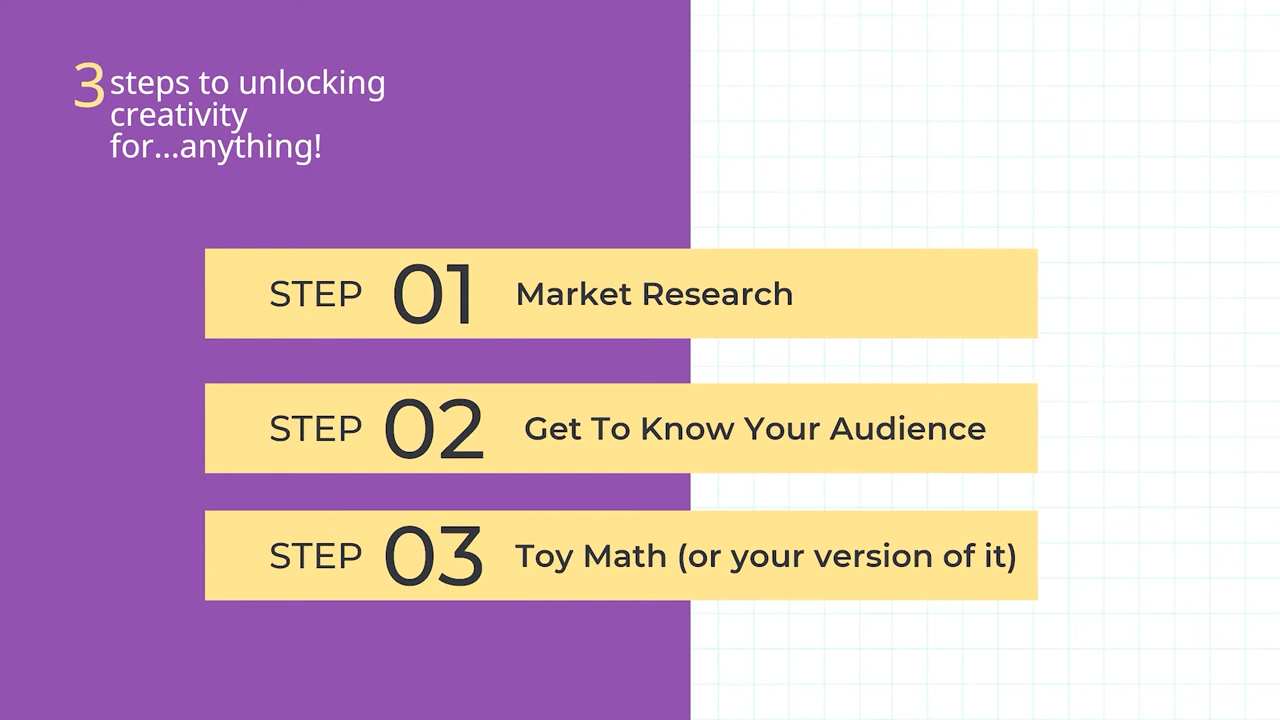 3 steps to unlocking
creativity
for...anything!
STEP 01 Market Research
STEP 02 Get To Know Your Audience
STEP 03 Toy Math (or your version of it)